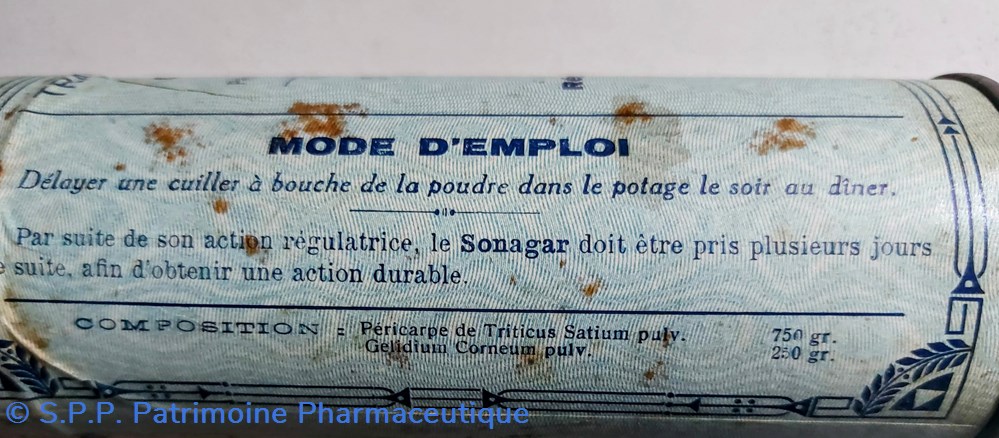 MODE D'EMPLOI
Délayer une cuiller à bouche de la poudre dans le potage le soir au dîner.
Par suite de son action régulatrice, le Sonagar doit être pris plusieurs jours
suite, afin d'obtenir une action durable.
COMPOSITION : Péricarpe de Triticus Satium pulv. 750 gr.
Gelidium Corneum pulv. 250 gr.
© S.P.P. Patrimoine Pharmaceutique